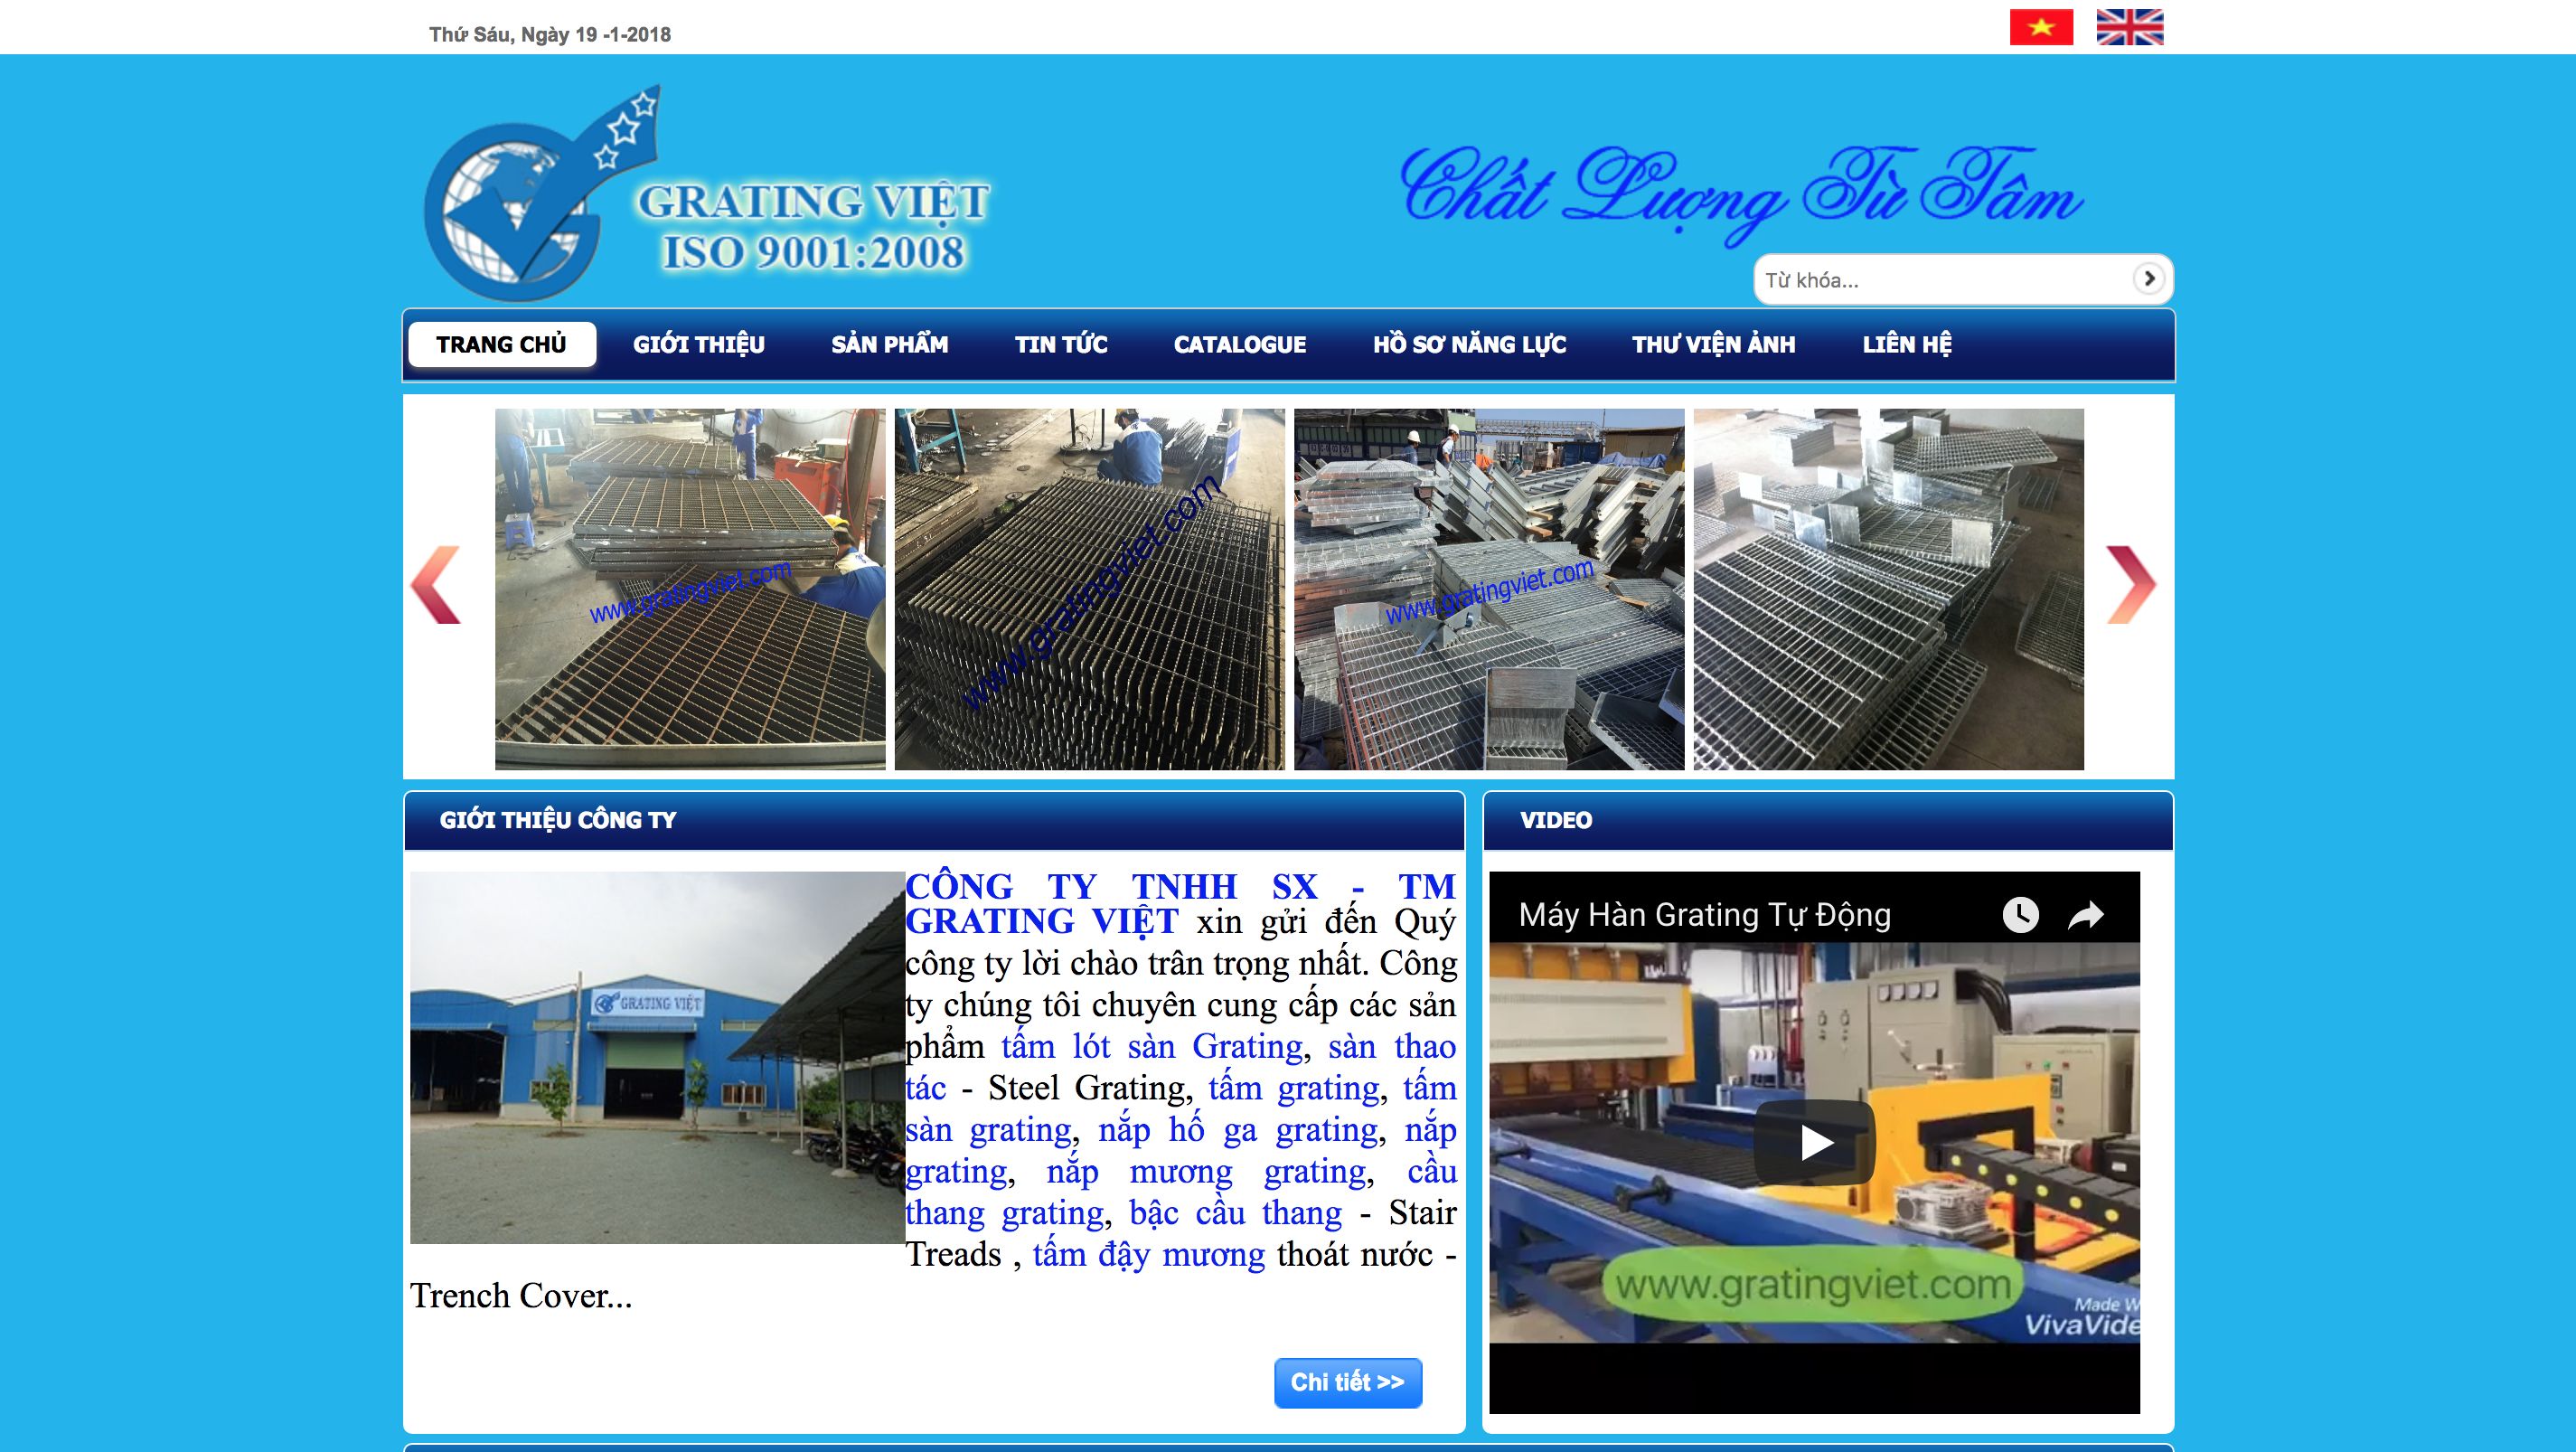 Thứ Sáu, Ngày 19 -1-2018
GRATING VIỆT
ISO 9001:2008
Chất Lượng Từ Tâm
Từ khóa...
TRANG CHỦ
GIỚI THIỆU
SẢN PHẨM
TIN TỨC
CATALOGUE
HỒ SƠ NĂNG LỰC
THƯ VIỆN ẢNH
LIÊN HỆ
www.gratingviet.com
www.gratingviet.com
www.gratingviet.com
GIỚI THIỆU CÔNG TY
GRATING VIỆT
CÔNG TY TNHH SX - TM
GRATING VIỆT xin gửi đến Quý
công ty lời chào trân trọng nhất. Công
ty chúng tôi chuyên cung cấp các sản
phẩm tấm lót sàn Grating, sàn thao
tác - Steel Grating, tấm grating, tấm
sàn grating, nắp hố ga grating, nắp
grating, nắp mương grating, cầu
thang grating, bậc cầu thang - Stair
Treads , tấm đậy mương thoát nước -
Trench Cover...
Chi tiết >>
VIDEO
Máy Hàn Grating Tự Động
www.gratingviet.com
Made W
VivaVide